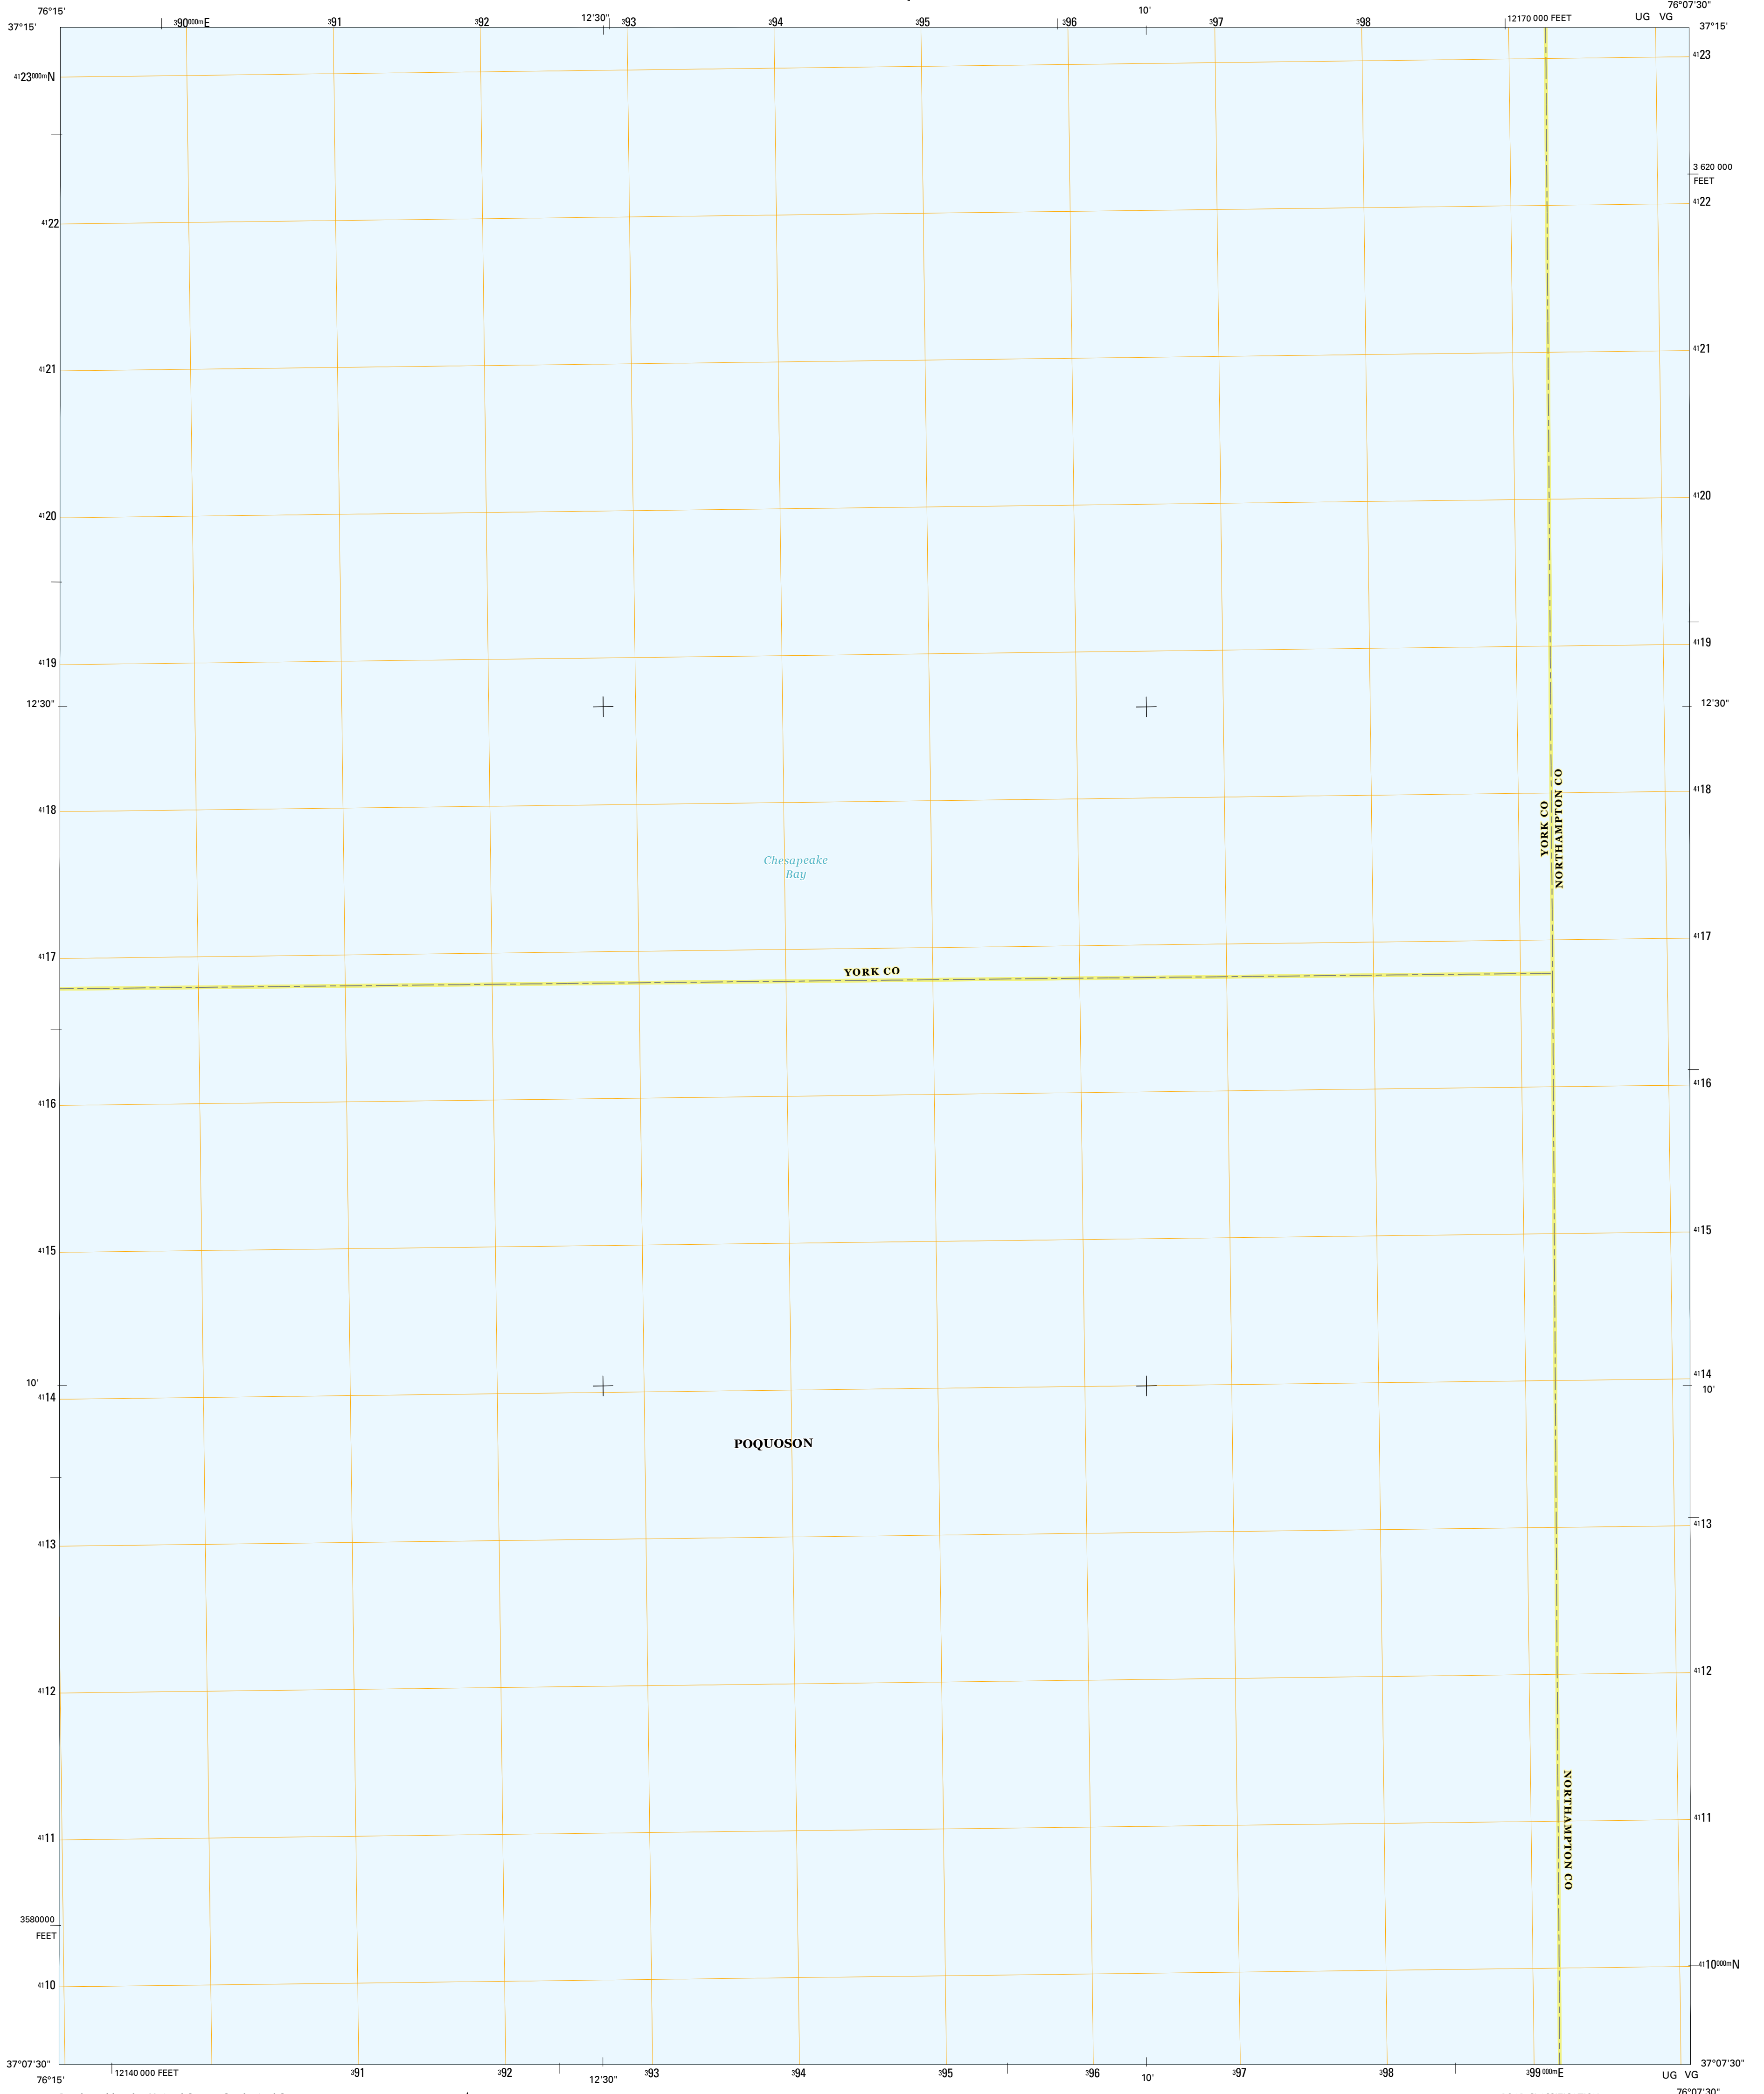 76°15' 390000mE 391 392 12'30" 393 394 395 396 10' 397 398 12170 000 FEET UG VG 76°07'30"
37°15' 37°15'
4123000mN 4123
3 620 000
FEET
4122 4122
4121 4121
4120 4120
4119 4119
12'30" 12'30"
4118 4118
YORK CO
NORTHAMPTON CO
Chesapeake
Bay
4117 4117
YORK CO
4116 4116
4115 4115
10' 4114 4114
10'
POQUOSON
4113 4113
4112 4112
4111 4111
NORTHAMPTON CO
3580000
FEET
4110 4110000mN
37°07'30" 37°07'30"
76°15' 12140 000 FEET 391 392 12'30" 393 394 395 396 10' 397 398 399000mE UG VG
76°07'30"